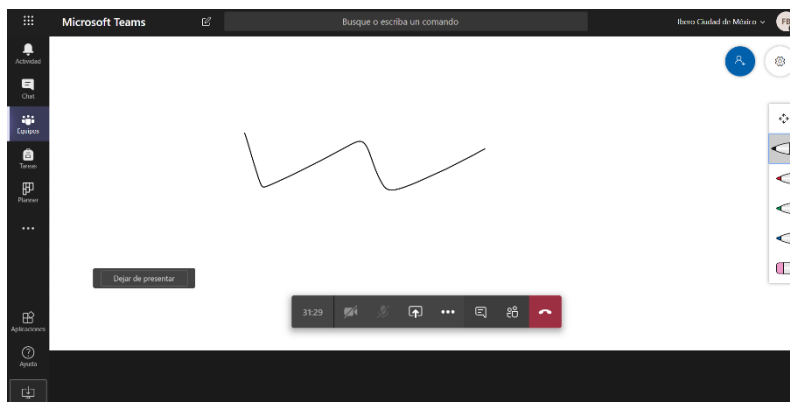 Microsoft Teams
Busque o escriba un comando
Ibero Ciudad de México
FB
Actividad
Chat
Equipos
Tareas
Planner
Dejar de presentar
31:29
Aplicaciones
Ayuda